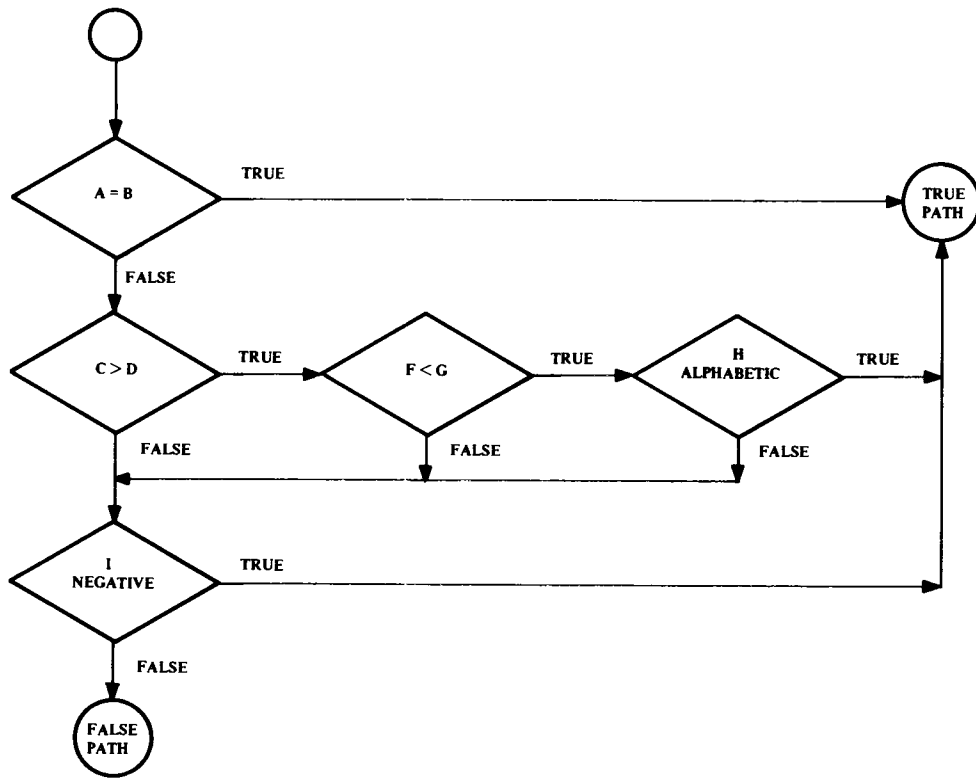 A = B
TRUE
TRUE
PATH
FALSE
C > D
TRUE
F < G
TRUE
H
ALPHABETIC
TRUE
FALSE
FALSE
FALSE
I
NEGATIVE
TRUE
FALSE
FALSE
PATH